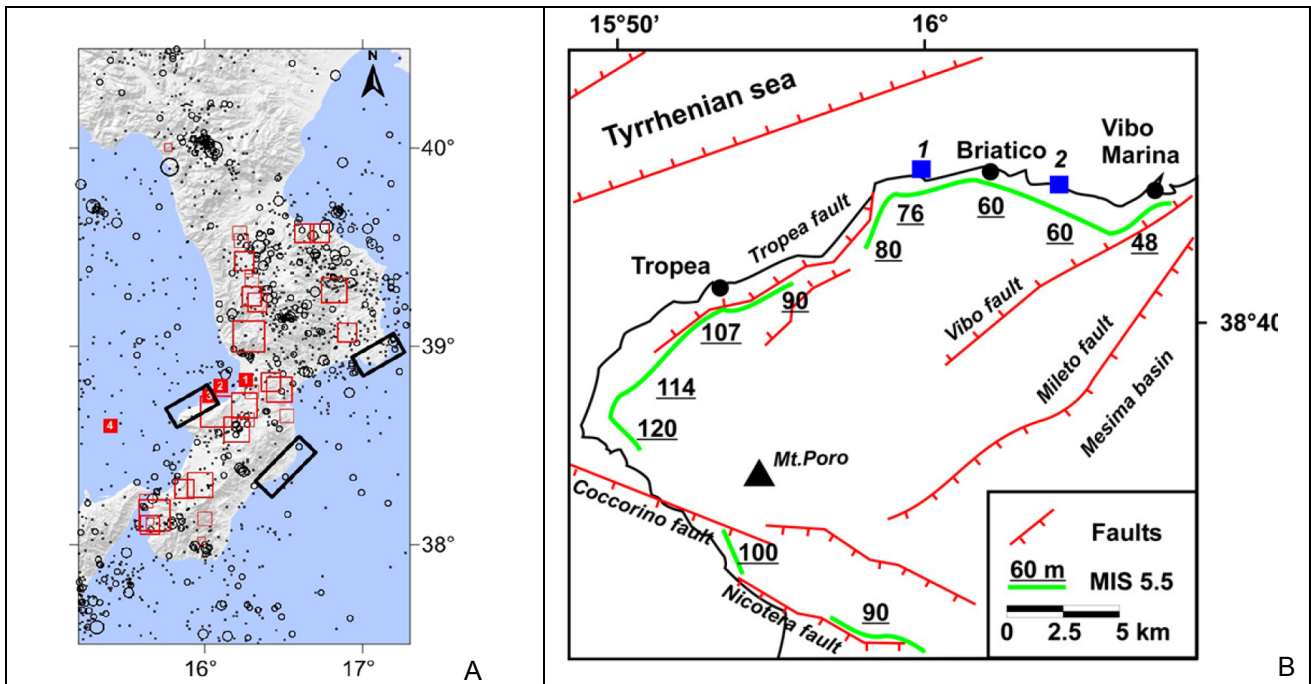 N
40°
39°
38°
1
2
3
4
16°
17°
A
15°50’
16°
Tyrrhenian sea
1
Briatico
2
Vibo
Marina
76
60
60
48
80
Tropea fault
Tropea
90
107
Vibo fault
38°40
Mileto fault
Mesima basin
114
120
Mt.Poro
Coccorino fault
100
Nicotera fault
90
Faults
60 m
MIS 5.5
0
2.5
5 km
B